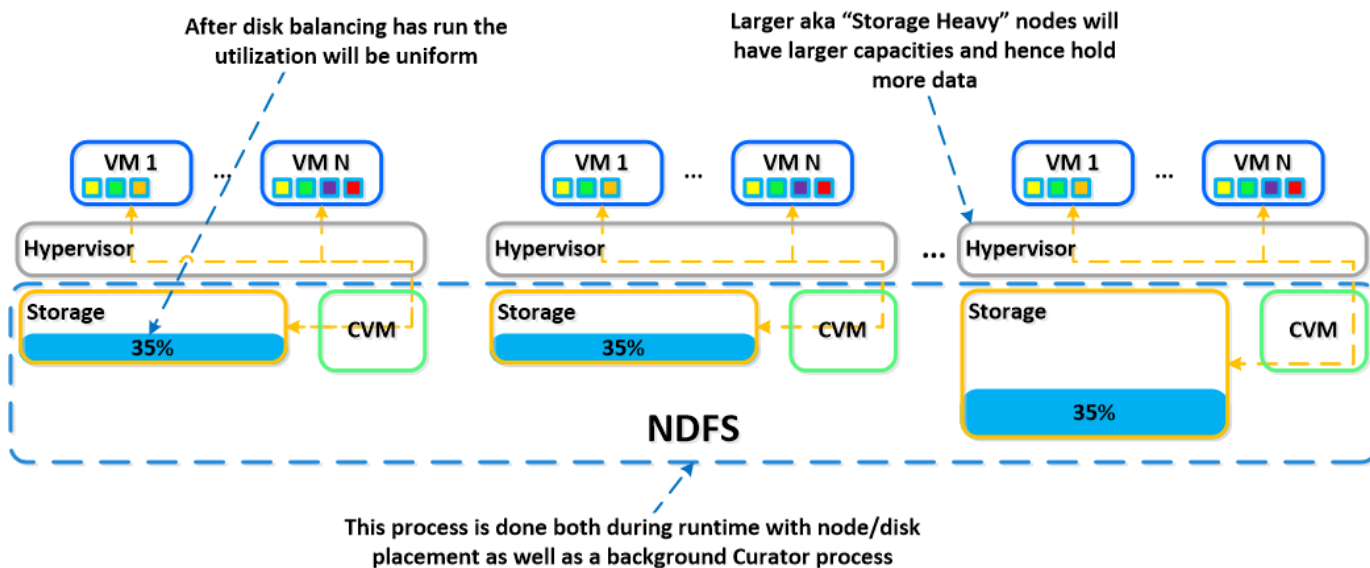 After disk balancing has run the
utilization will be uniform
Larger aka “Storage Heavy” nodes will
have larger capacities and hence hold
more data
VM 1
...
VM N
VM 1
...
VM N
VM 1
...
VM N
Hypervisor
Hypervisor
...
Hypervisor
Storage
35%
CVM
Storage
35%
CVM
Storage
35%
CVM
NDFS
This process is done both during runtime with node/disk
placement as well as a background Curator process